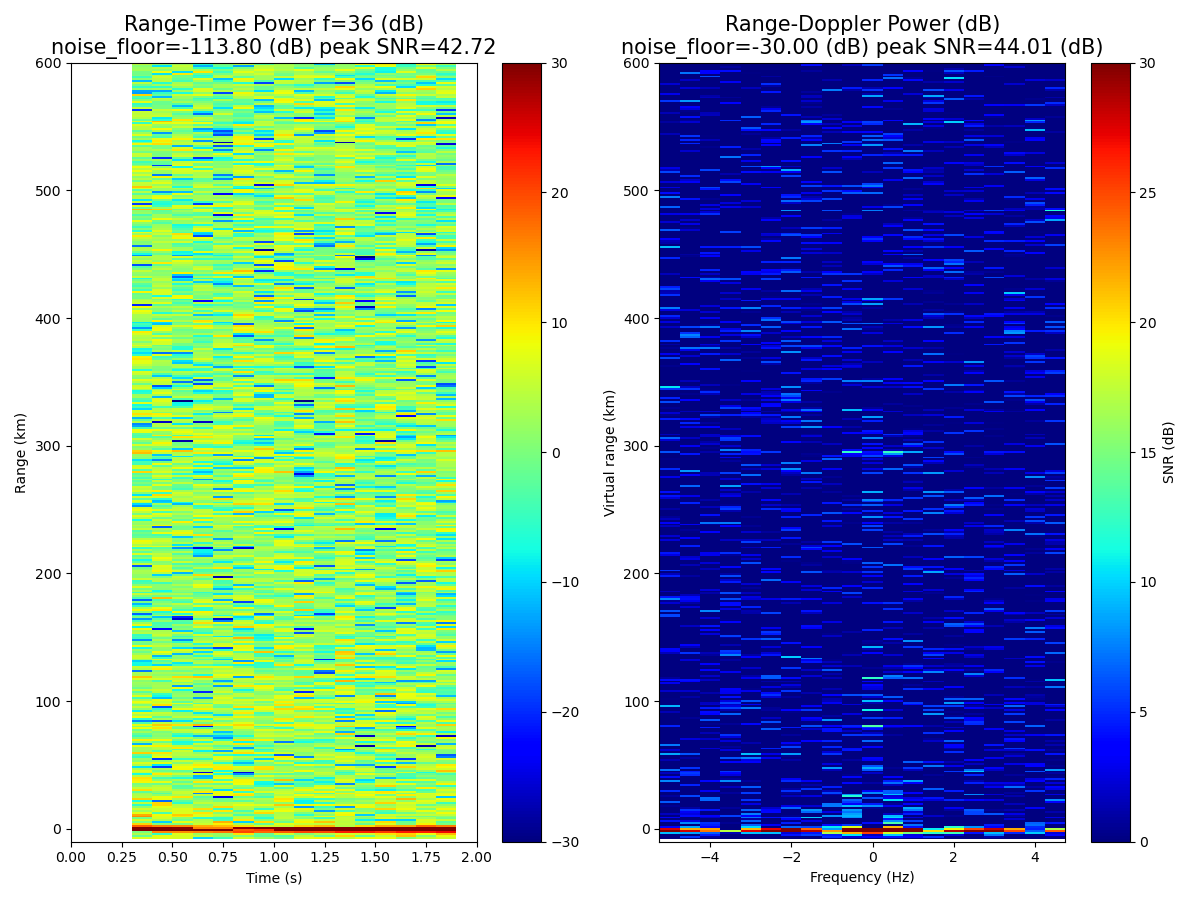 Range-Time Power f=36 (dB)
noise_floor=-113.80 (dB) peak SNR=42.72
Range-Doppler Power (dB)
noise_floor=-30.00 (dB) peak SNR=44.01 (dB)
Range (km)
600
500
400
300
200
100
0
0.00 0.25 0.50 0.75 1.00 1.25 1.50 1.75 2.00
Time (s)
30
20
10
0
−10
−20
−30
Virtual range (km)
600
500
400
300
200
100
0
−4 −2 0 2 4
Frequency (Hz)
30
25
20
15
10
5
0
SNR (dB)